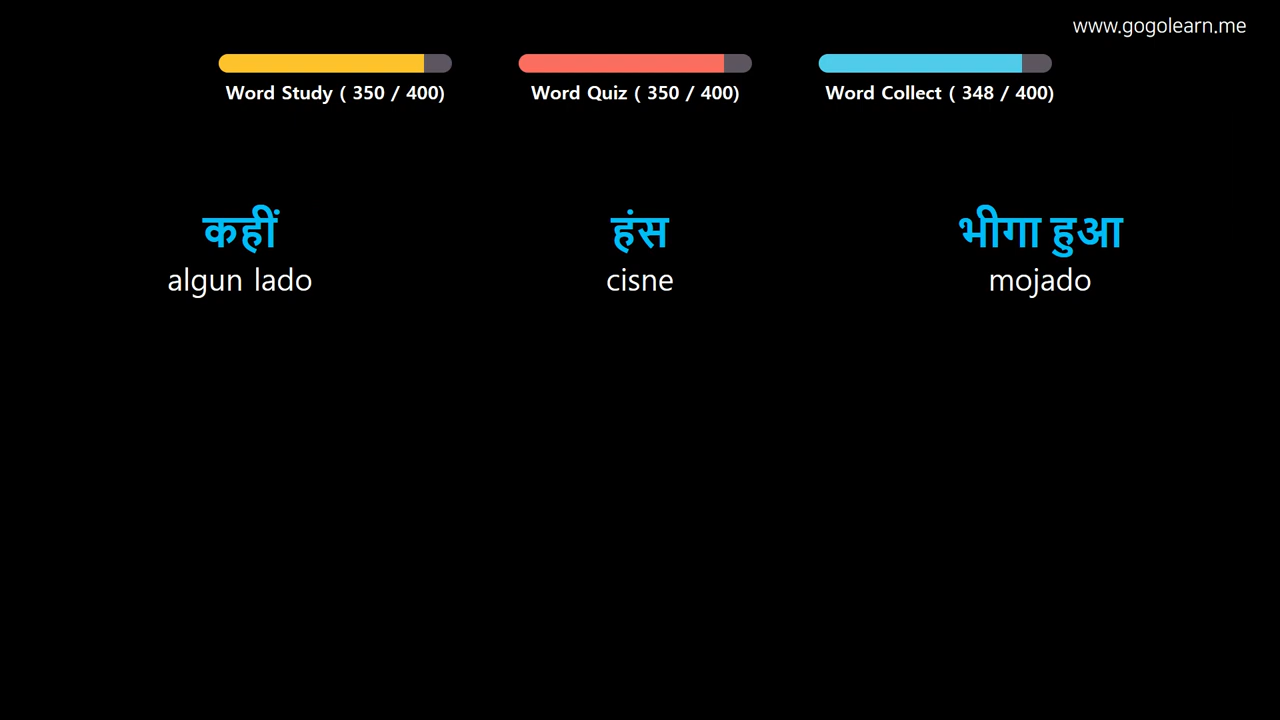 www.gogolearn.me
Word Study ( 350 / 400)
Word Quiz ( 350 / 400)
Word Collect ( 348 / 400)
कहीं
algun lado
हंस
cisne
भीगा हुआ
mojado